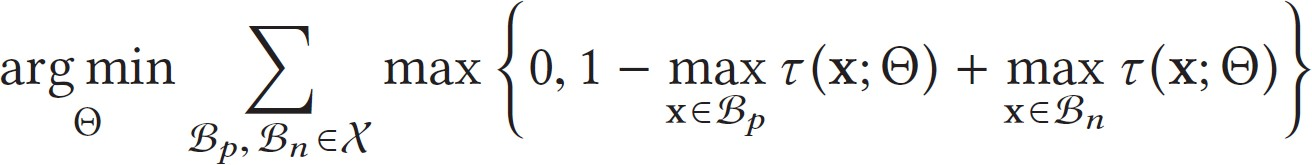 arg min_Θ ∑_{ℬ_p, ℬ_n ∈ 𝒳} max {0, 1 − max_{x∈ℬ_p} τ(x; Θ) + max_{x∈ℬ_n} τ(x; Θ)}